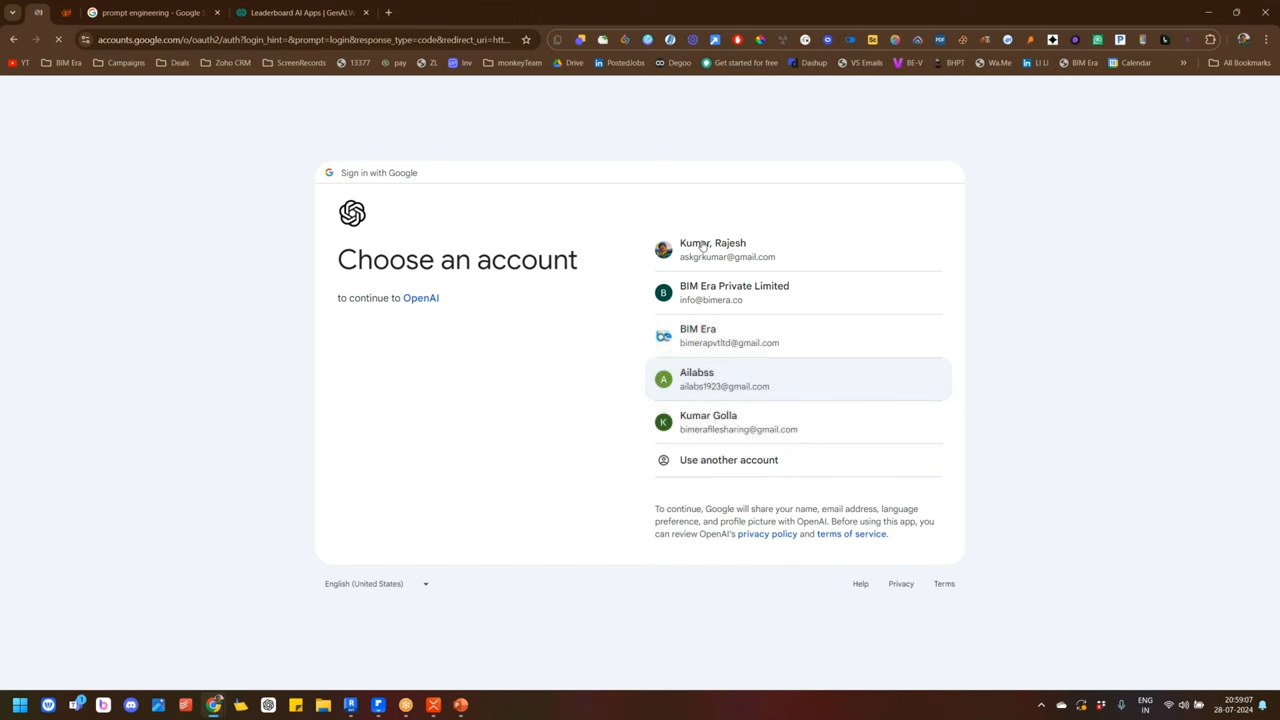 prompt engineering - Google S
Leaderboard AI Apps | GenAI.W
accounts.google.com/o/oauth2/auth?login_hint=&prompt=login&response_type=code&redirect_uri=htt...
YT
BIM Era
Campaigns
Deals
Zoho CRM
ScreenRecords
13377
pay
ZL
Inv
monkeyTeam
Drive
PostedJobs
Degoo
Get started for free
Dashup
VS Emails
BE-V
BHPT
Wa.Me
LI LI
BIM Era
Calendar
All Bookmarks
Sign in with Google
Choose an account
to continue to OpenAI
Kumar, Rajesh
askgrkumar@gmail.com
B
BIM Era Private Limited
info@bimera.co
BIM Era
bimerapvtltd@gmail.com
A
Ailabss
ailabs1923@gmail.com
K
Kumar Golla
bimerafilesharing@gmail.com
Use another account
To continue, Google will share your name, email address, language
preference, and profile picture with OpenAI. Before using this app, you
can review OpenAI's privacy policy and terms of service.
English (United States)
Help
Privacy
Terms
ENG
IN
20:59:07
28-07-2024